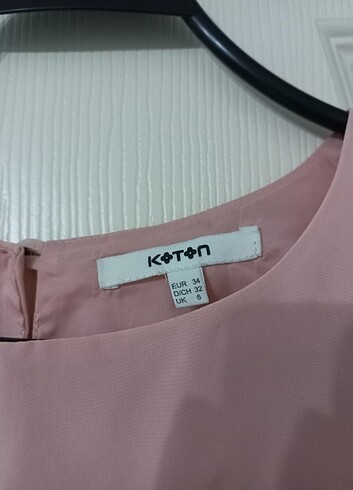 KOTON
EUR 34
D/CH 32
UK 6